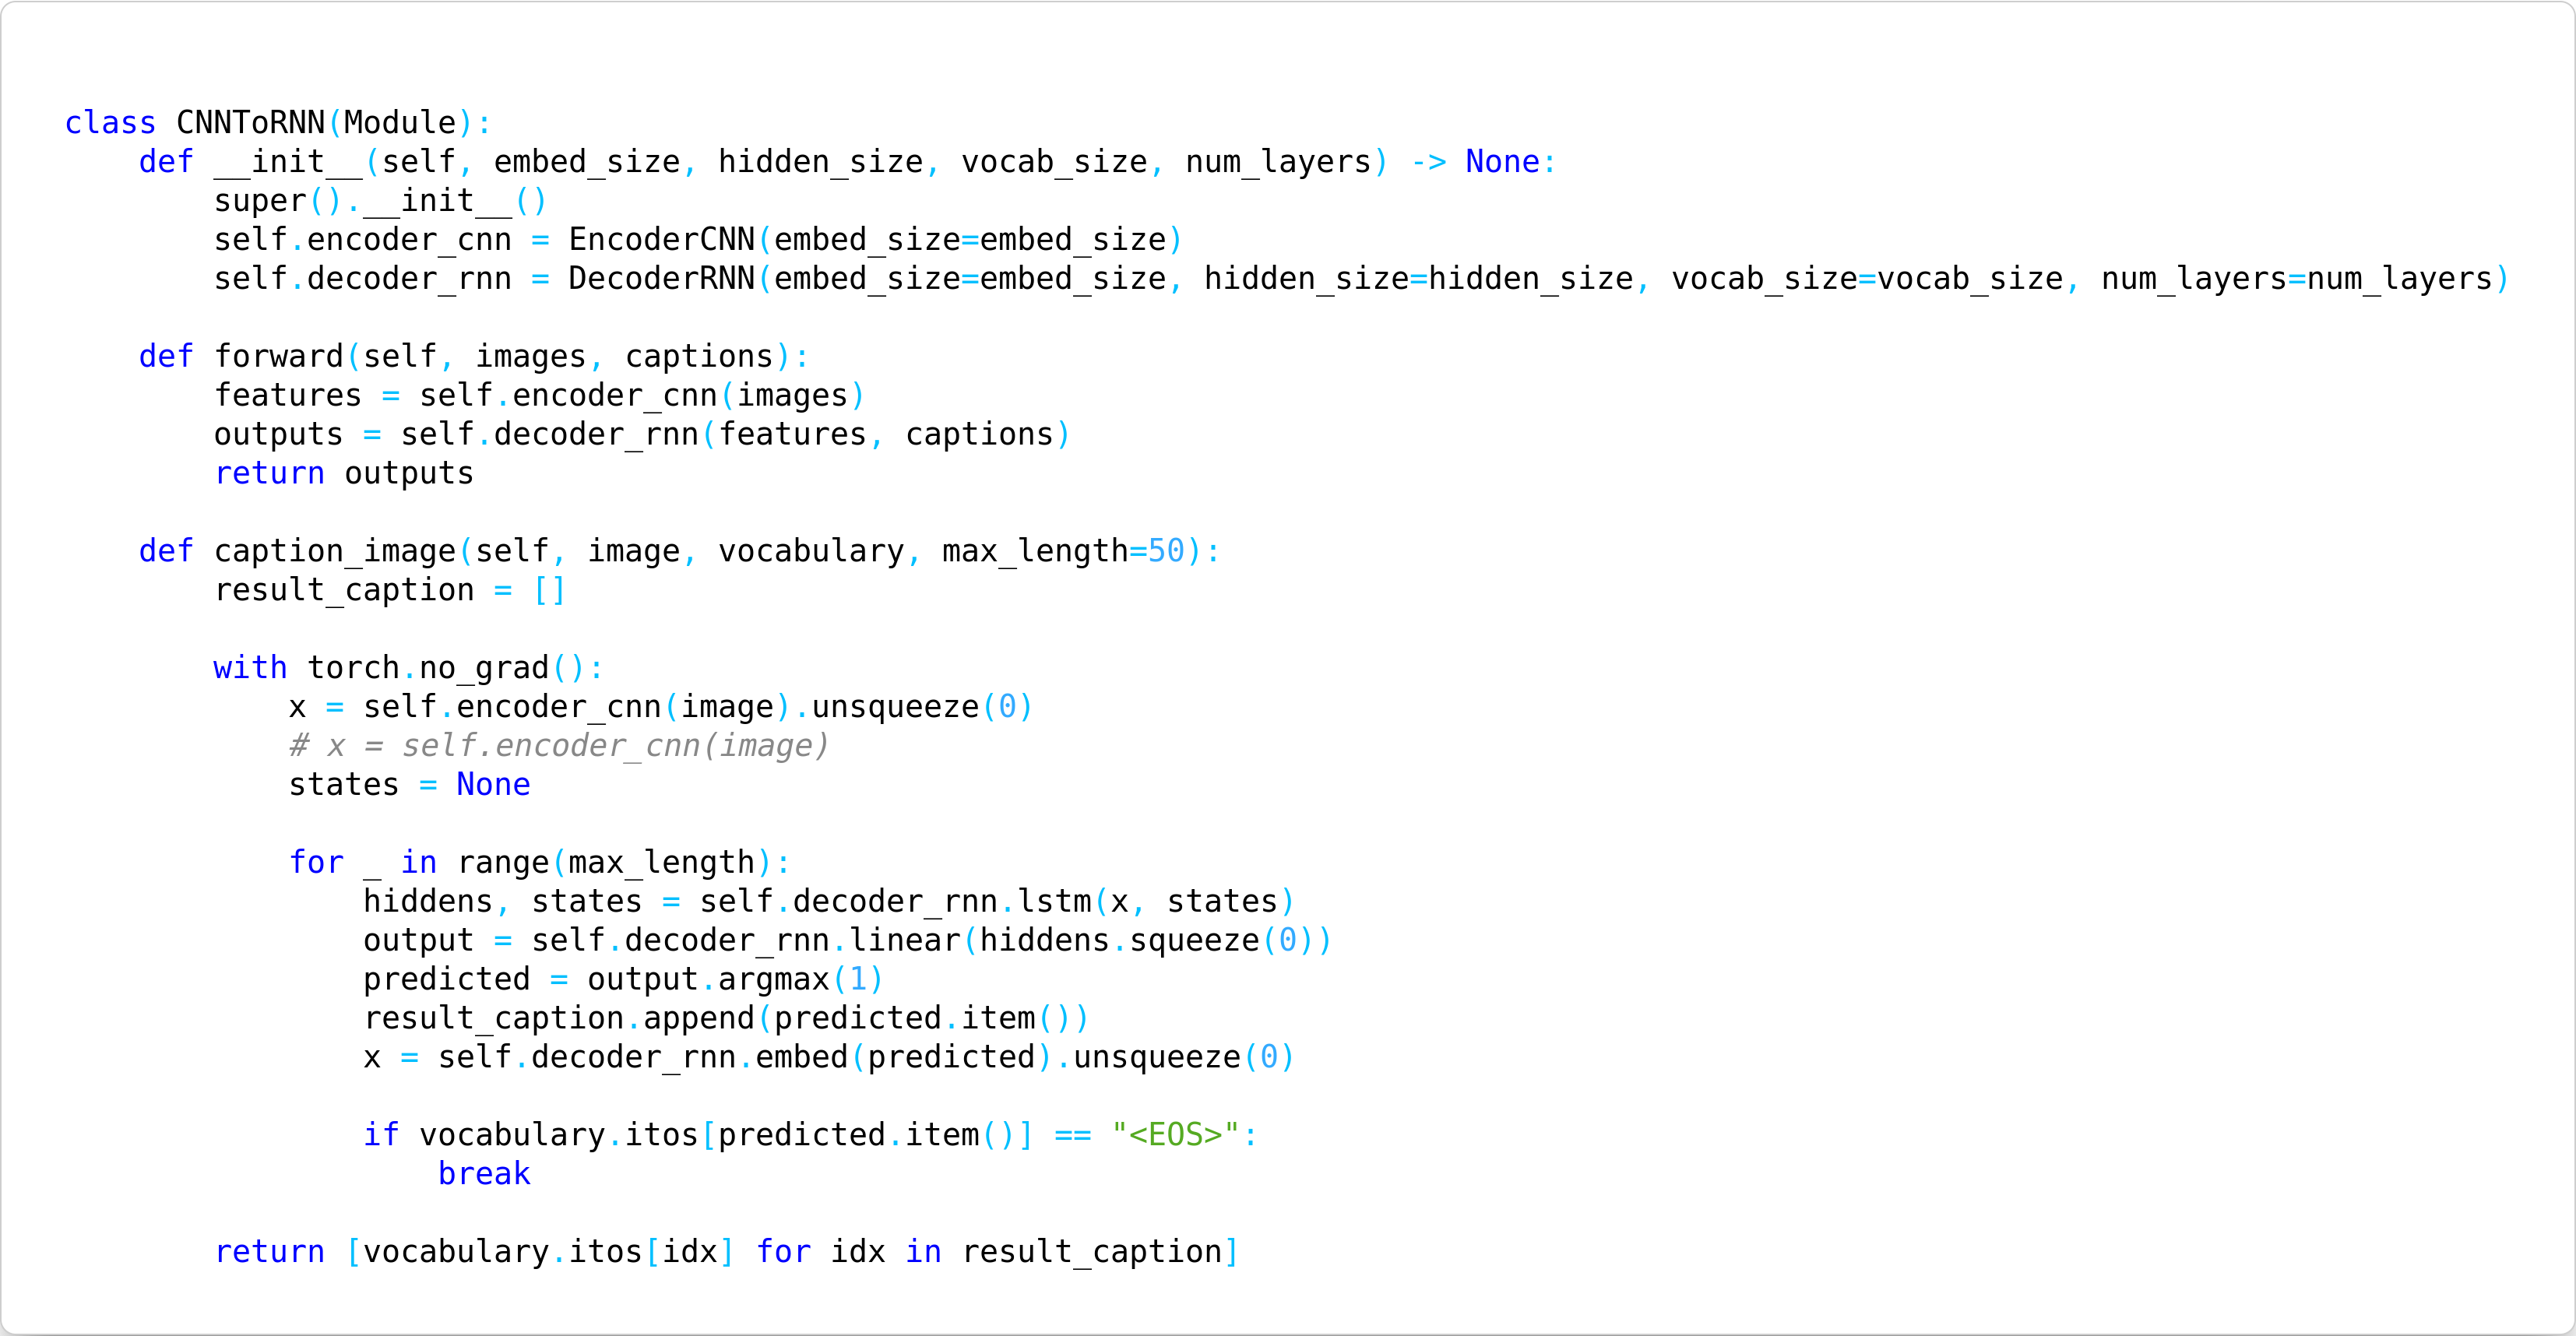 class CNNToRNN(Module):
    def __init__(self, embed_size, hidden_size, vocab_size, num_layers) -> None:
        super().__init__()
        self.encoder_cnn = EncoderCNN(embed_size=embed_size)
        self.decoder_rnn = DecoderRNN(embed_size=embed_size, hidden_size=hidden_size, vocab_size=vocab_size, num_layers=num_layers)

    def forward(self, images, captions):
        features = self.encoder_cnn(images)
        outputs = self.decoder_rnn(features, captions)
        return outputs

    def caption_image(self, image, vocabulary, max_length=50):
        result_caption = []

        with torch.no_grad():
            x = self.encoder_cnn(image).unsqueeze(0)
            # x = self.encoder_cnn(image)
            states = None

            for _ in range(max_length):
                hiddens, states = self.decoder_rnn.lstm(x, states)
                output = self.decoder_rnn.linear(hiddens.squeeze(0))
                predicted = output.argmax(1)
                result_caption.append(predicted.item())
                x = self.decoder_rnn.embed(predicted).unsqueeze(0)

                if vocabulary.itos[predicted.item()] == "<EOS>":
                    break

        return [vocabulary.itos[idx] for idx in result_caption]